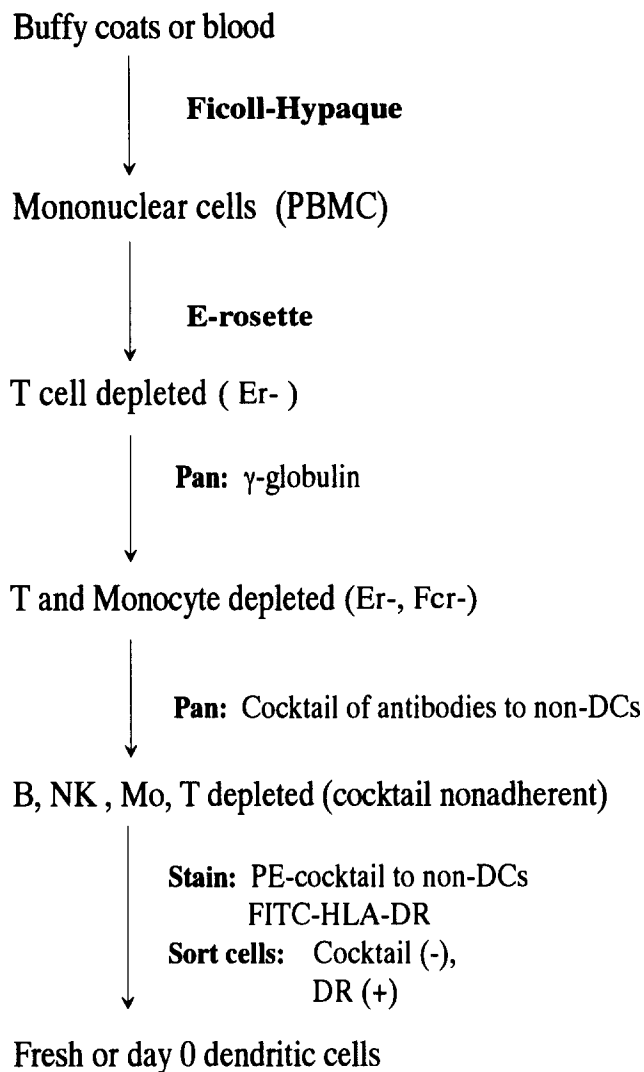 Buffy coats or blood
Ficoll-Hypaque
Mononuclear cells (PBMC)
E-rosette
T cell depleted ( Er- )
Pan: γ-globulin
T and Monocyte depleted (Er-, Fcr-)
Pan: Cocktail of antibodies to non-DCs
B, NK , Mo, T depleted (cocktail nonadherent)
Stain: PE-cocktail to non-DCs
FITC-HLA-DR
Sort cells: Cocktail (-),
DR (+)
Fresh or day 0 dendritic cells